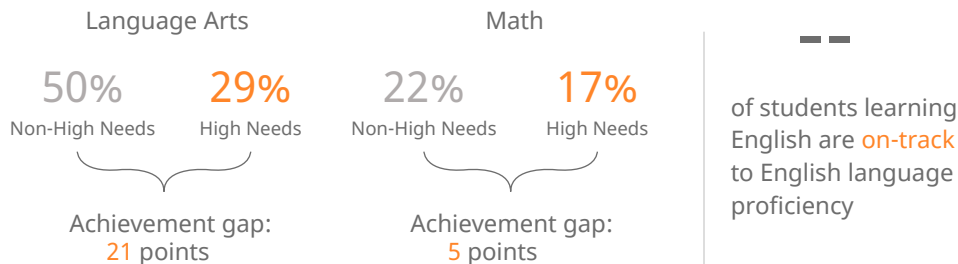 Language Arts
50%
Non-High Needs
29%
High Needs
Achievement gap:
21 points
Math
22%
Non-High Needs
17%
High Needs
Achievement gap:
5 points
--
of students learning
English are on-track
to English language
proficiency